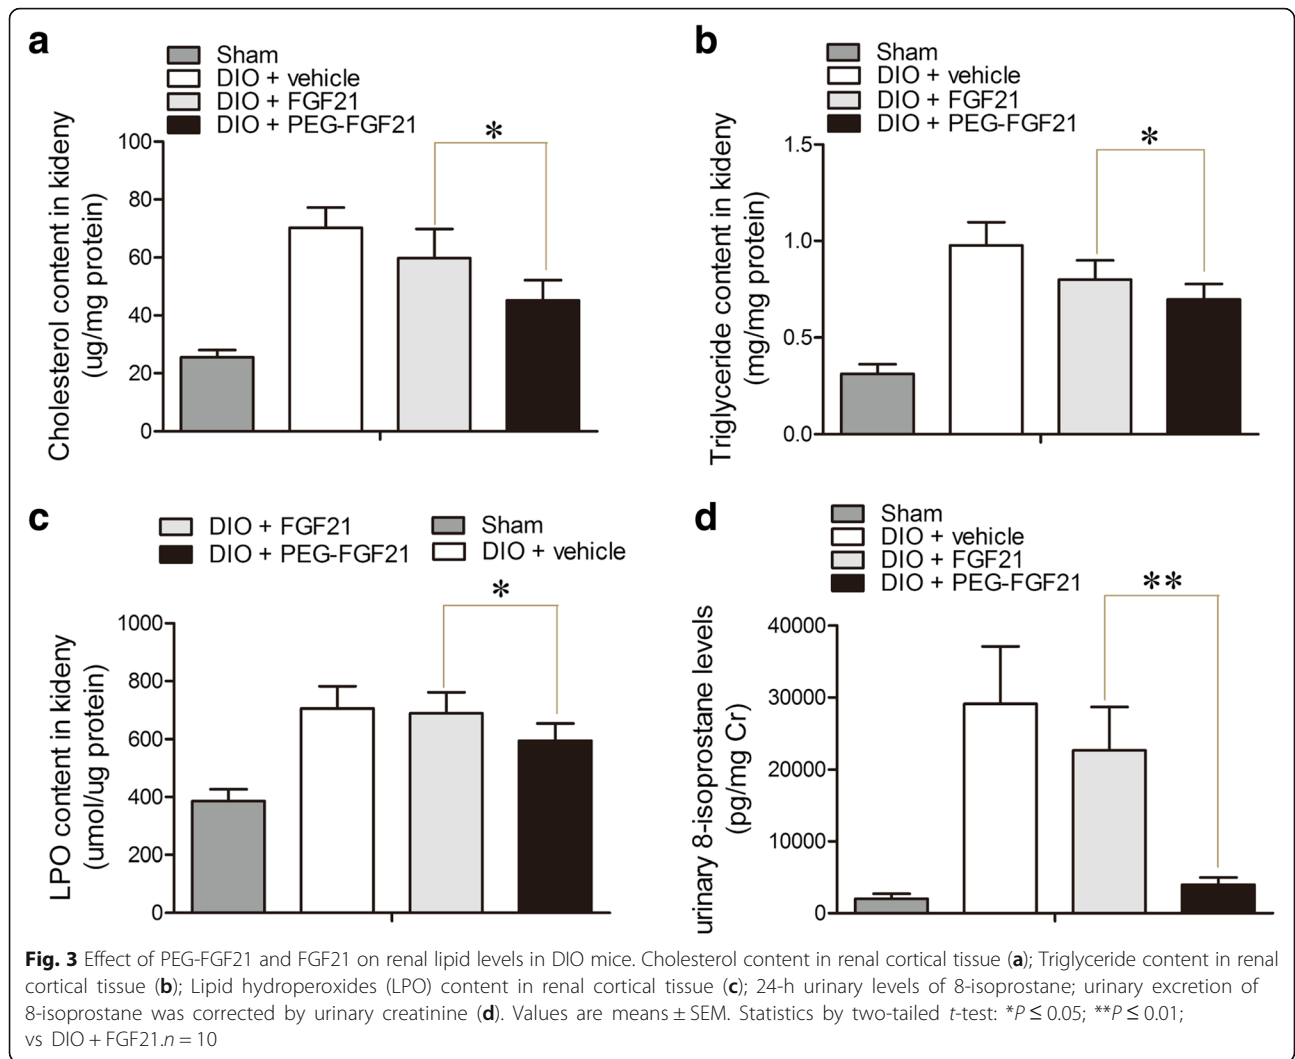 a
Sham
DIO + vehicle
DIO + FGF21
DIO + PEG-FGF21
*
Cholesterol content in kideny
(ug/mg protein)
100
80
60
40
20
0
b
Sham
DIO + vehicle
DIO + FGF21
DIO + PEG-FGF21
*
Triglyceride content in kideny
(mg/mg protein)
1.5
1.0
0.5
0.0
c
DIO + FGF21
DIO + PEG-FGF21
Sham
DIO + vehicle
*
LPO content in kideny
(umol/ug protein)
1000
800
600
400
200
0
d
Sham
DIO + vehicle
DIO + FGF21
DIO + PEG-FGF21
**
urinary 8-isoprostane levels
(pg/mg Cr)
40000
30000
20000
10000
0
Fig. 3 Effect of PEG-FGF21 and FGF21 on renal lipid levels in DIO mice. Cholesterol content in renal cortical tissue (a); Triglyceride content in renal
cortical tissue (b); Lipid hydroperoxides (LPO) content in renal cortical tissue (c); 24-h urinary levels of 8-isoprostane; urinary excretion of
8-isoprostane was corrected by urinary creatinine (d). Values are means ± SEM. Statistics by two-tailed t-test: *P ≤ 0.05; **P ≤ 0.01;
vs DIO + FGF21.n = 10